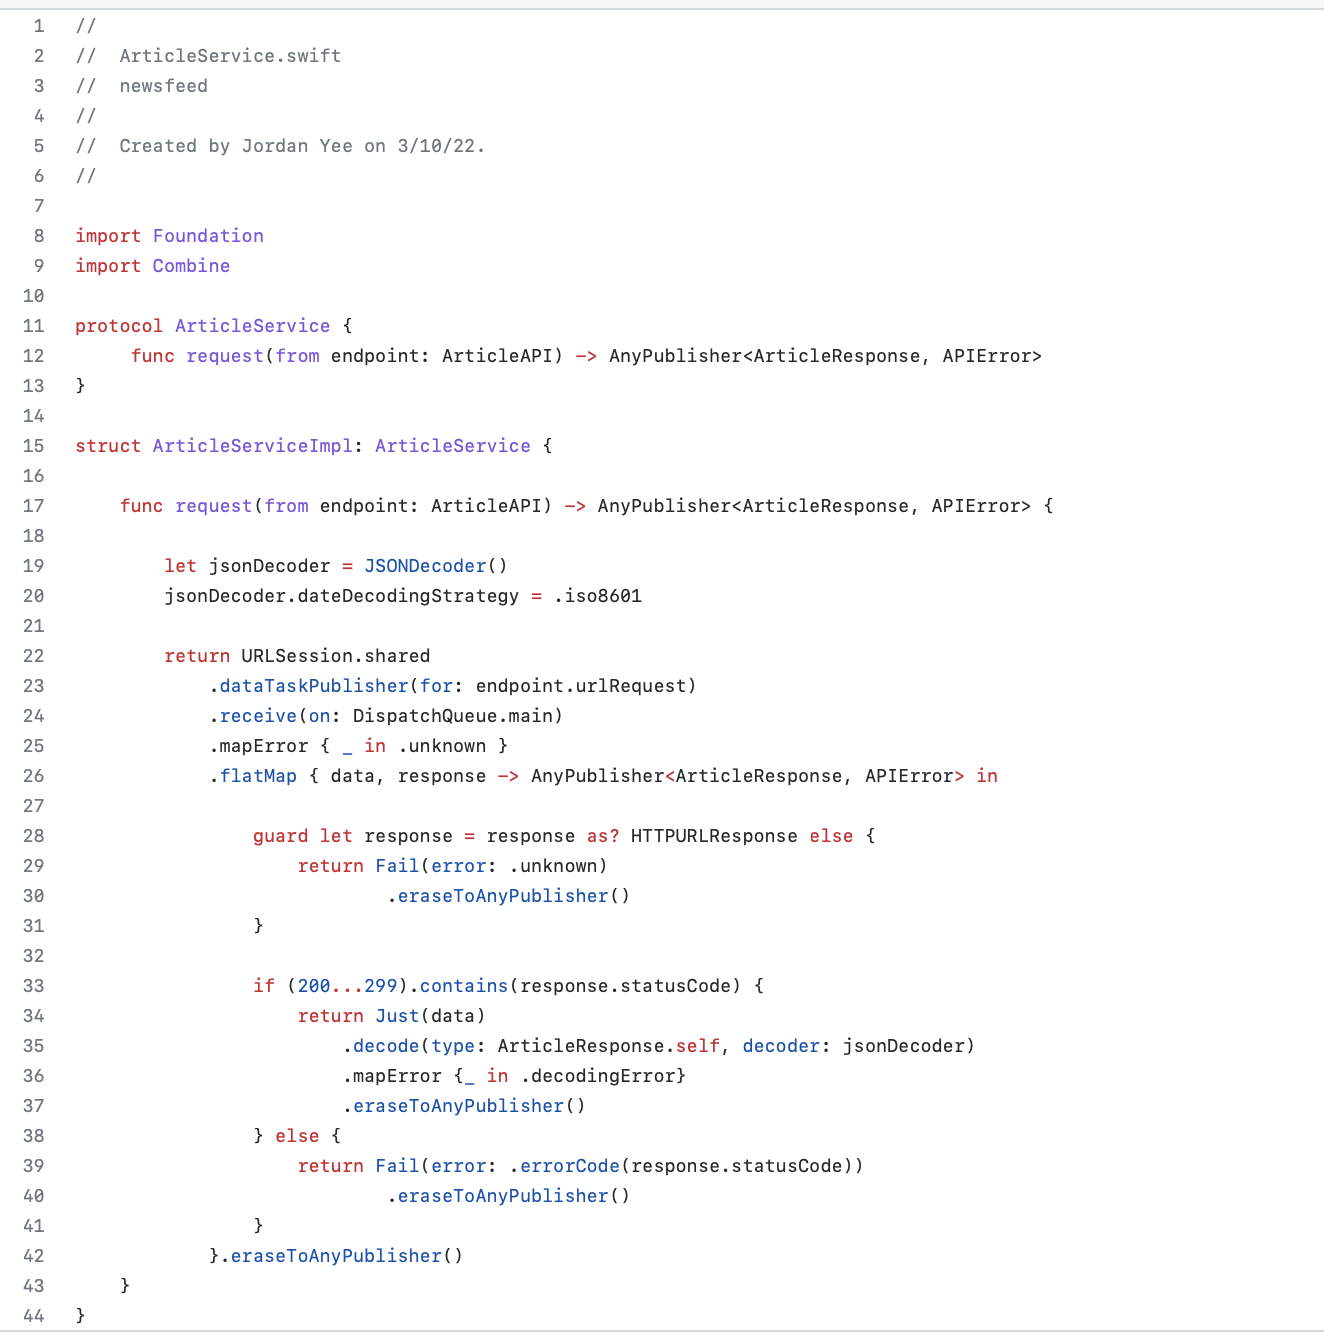 1 //
2 //  ArticleService.swift
3 //  newsfeed
4 //
5 //  Created by Jordan Yee on 3/10/22.
6 //
7
8 import Foundation
9 import Combine
10
11 protocol ArticleService {
12      func request(from endpoint: ArticleAPI) -> AnyPublisher<ArticleResponse, APIError>
13 }
14
15 struct ArticleServiceImpl: ArticleService {
16
17     func request(from endpoint: ArticleAPI) -> AnyPublisher<ArticleResponse, APIError> {
18
19         let jsonDecoder = JSONDecoder()
20         jsonDecoder.dateDecodingStrategy = .iso8601
21
22         return URLSession.shared
23             .dataTaskPublisher(for: endpoint.urlRequest)
24             .receive(on: DispatchQueue.main)
25             .mapError { _ in .unknown }
26             .flatMap { data, response -> AnyPublisher<ArticleResponse, APIError> in
27
28                 guard let response = response as? HTTPURLResponse else {
29                     return Fail(error: .unknown)
30                             .eraseToAnyPublisher()
31                 }
32
33                 if (200...299).contains(response.statusCode) {
34                     return Just(data)
35                         .decode(type: ArticleResponse.self, decoder: jsonDecoder)
36                         .mapError {_ in .decodingError}
37                         .eraseToAnyPublisher()
38                 } else {
39                     return Fail(error: .errorCode(response.statusCode))
40                             .eraseToAnyPublisher()
41                 }
42             }.eraseToAnyPublisher()
43     }
44 }